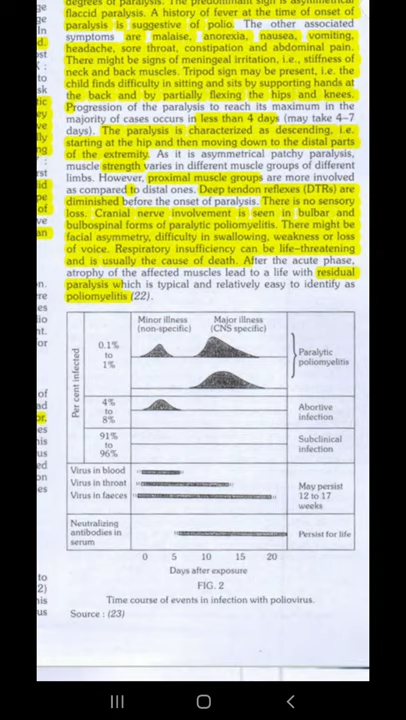 degrees of paralysis. The predominant sign is asymmetrical
flaccid paralysis. A history of fever at the time of onset of
paralysis is suggestive of polio. The other associated
symptoms are malaise, anorexia, nausea, vomiting,
headache, sore throat, constipation and abdominal pain.
There might be signs of meningeal irritation, i.e., stiffness of
neck and back muscles. Tripod sign may be present, i.e. the
child finds difficulty in sitting and sits by supporting hands at
the back and by partially flexing the hips and knees.
Progression of the paralysis to reach its maximum in the
majority of cases occurs in less than 4 days (may take 4–7
days). The paralysis is characterized as descending, i.e.
starting at the hip and then moving down to the distal parts
of the extremity. As it is asymmetrical patchy paralysis,
muscle strength varies in different muscle groups of different
limbs. However, proximal muscle groups are more involved
as compared to distal ones. Deep tendon reflexes (DTRs) are
diminished before the onset of paralysis. There is no sensory
loss. Cranial nerve involvement is seen in bulbar and
bulbospinal forms of paralytic poliomyelitis. There might be
facial asymmetry, difficulty in swallowing, weakness or loss
of voice. Respiratory insufficiency can be life-threatening
and is usually the cause of death. After the acute phase,
atrophy of the affected muscles lead to a life with residual
paralysis which is typical and relatively easy to identify as
poliomyelitis (22).
Minor illness (non-specific)
Major illness (CNS specific)
Per cent infected
0.1% to 1%
Paralytic poliomyelitis
4% to 8%
Abortive infection
91% to 96%
Subclinical infection
Virus in blood
Virus in throat
Virus in faeces
May persist 12 to 17 weeks
Neutralizing antibodies in serum
Persist for life
0 5 10 15 20
Days after exposure
FIG. 2
Time course of events in infection with poliovirus.
Source : (23)